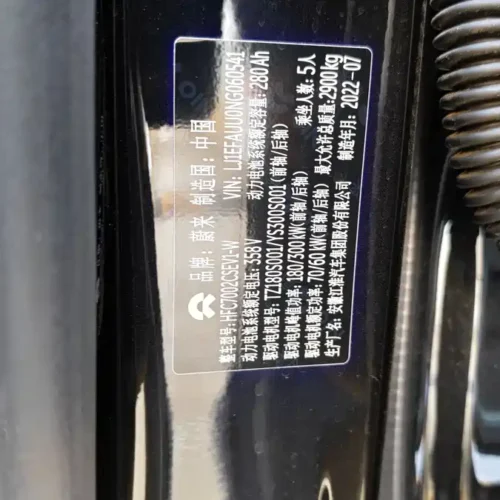 品牌：蔚来 制造国：中国
整车型号：HFC7002CSEV1-W VIN：LJ1EFAUU0NG060541
动力电池系统额定电压：358V 动力电池系统额定容量：280Ah
驱动电机型号：TZ180S001/YS300S001（前轴/后轴）
驱动电机峰值功率：180/300kW（前轴/后轴） 乘坐人数：5人
驱动电机额定功率：70/60kW（前轴/后轴） 最大允许总质量：2900kg
生产厂名：安徽江淮汽车集团股份有限公司 制造年月：2022-07